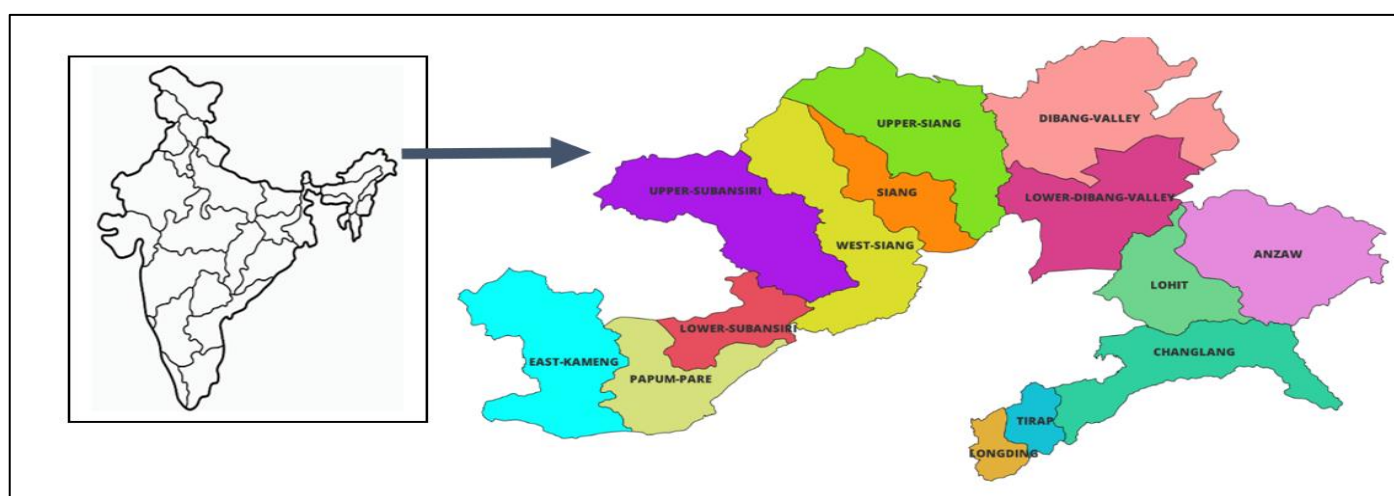 UPPER-SIANG
DIBANG-VALLEY
UPPER-SUBANSIRI
SIANG
LOWER-DIBANG-VALLEY
WEST-SIANG
ANZAW
LOHIT
LOWER-SUBANSIRI
EAST-KAMENG
PAPUM-PARE
CHANGLANG
TIRAP
LONGDING